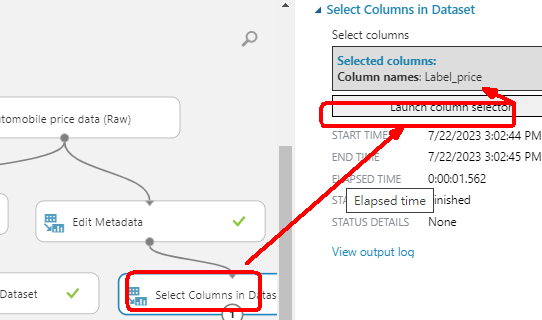 utomobile price data (Raw)
Edit Metadata
Dataset
Select Columns in Datas
1
Select Columns in Dataset
Select columns
Selected columns:
Column names: Label_price
Launch column selector
START TIME 7/22/2023 3:02:44 PM
END TIME 7/22/2023 3:02:45 PM
ELAPSED TIME 0:00:01.562
Elapsed time
STA inished
STATUS DETAILS None
View output log